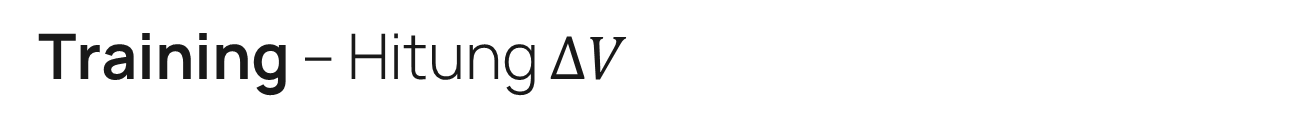 Training – Hitung ΔV